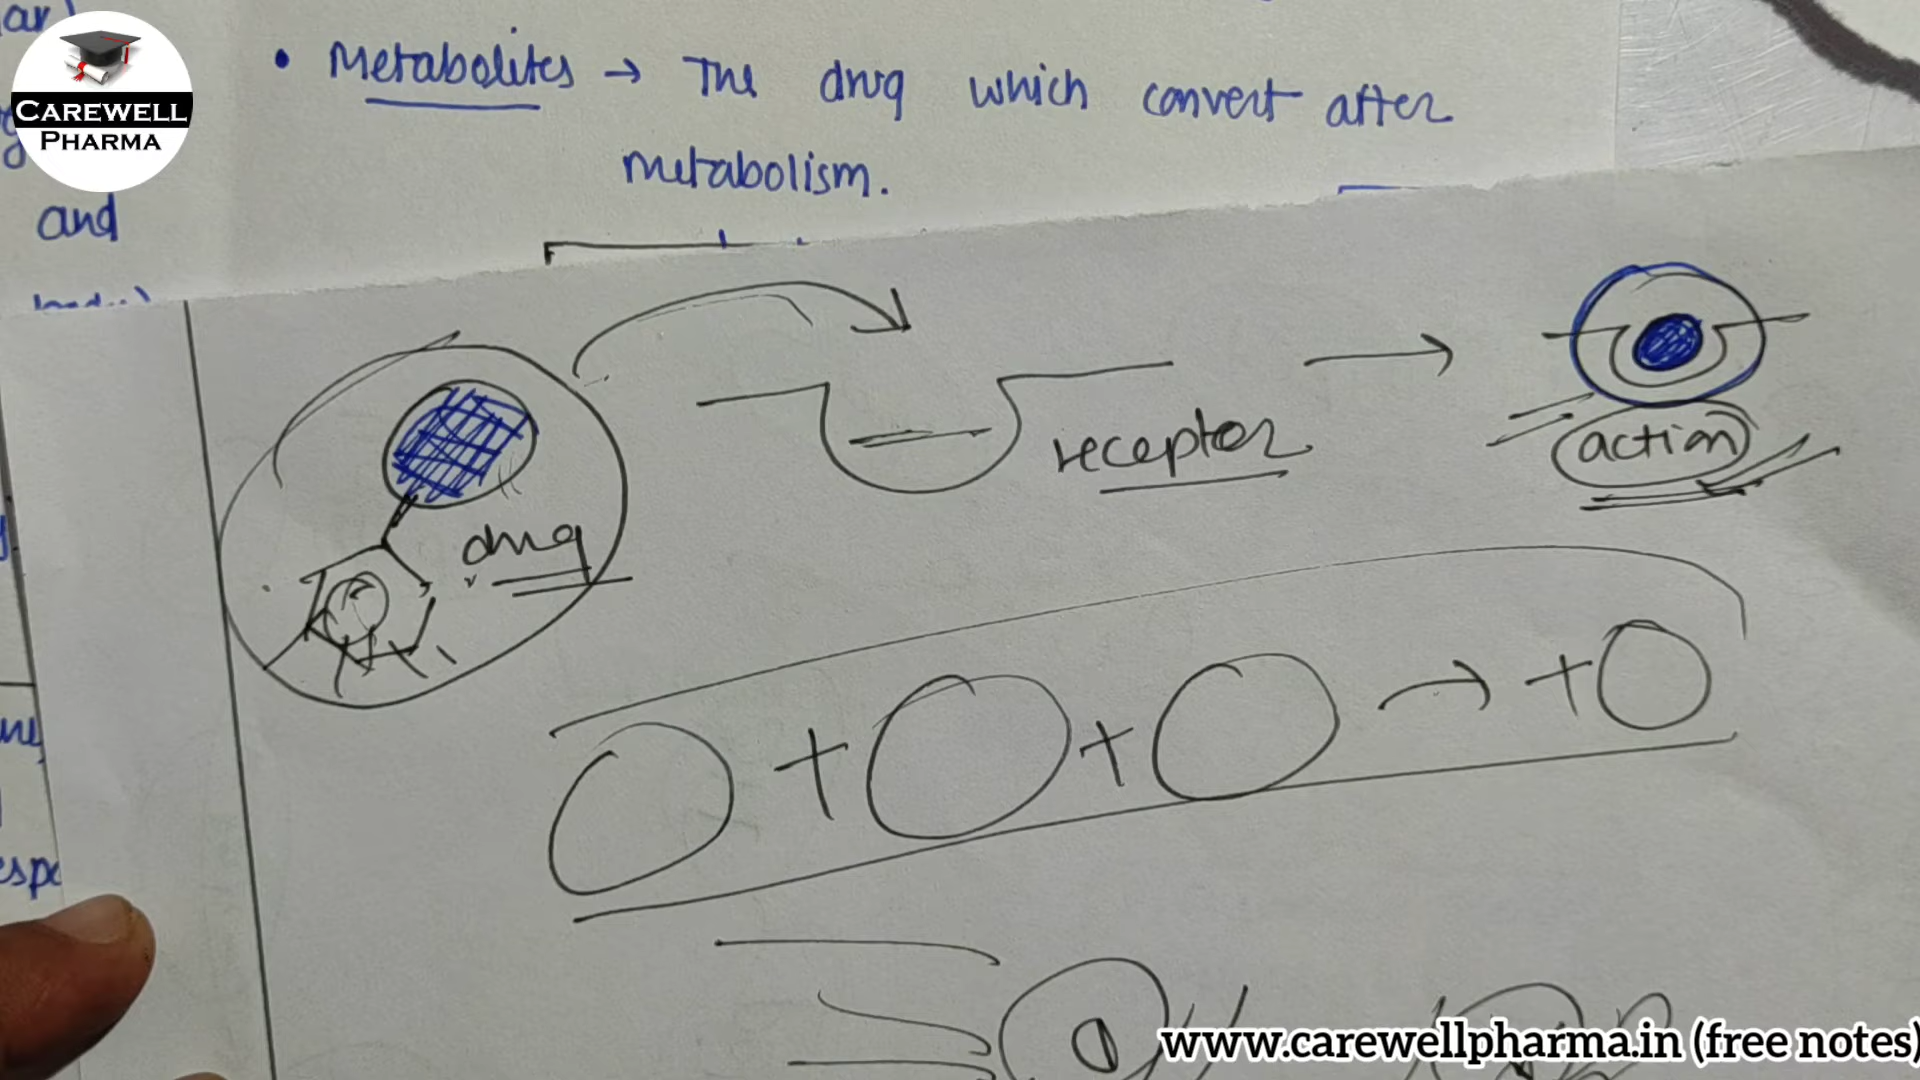 CAREWELL
PHARMA
• Metabolites → The drug which convert after
metabolism.
and
drug
receptor
action
+ + → +
www.carewellpharma.in (free notes)